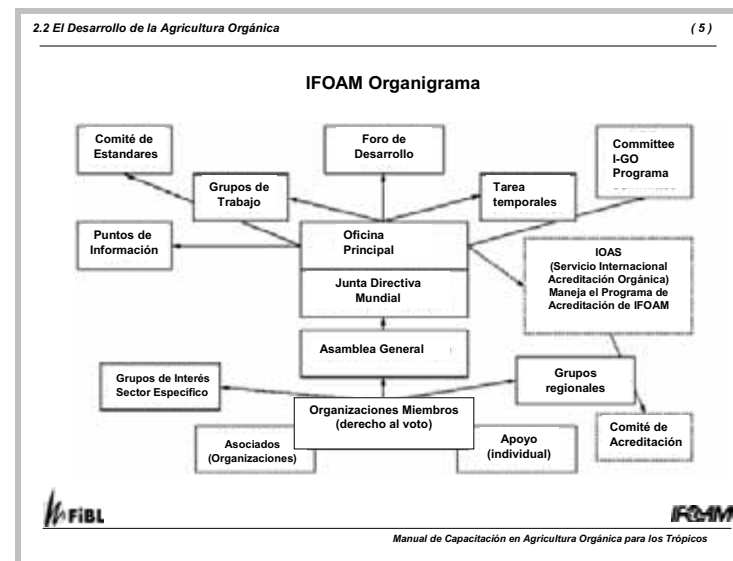 2.2 El Desarrollo de la Agricultura Orgánica
( 5 )
IFOAM Organigrama
Comité de
Estandares
Foro de
Desarrollo
Committee
I-GO
Programa
Grupos de
Trabajo
Tarea
temporales
Puntos de
Información
Oficina
Principal
IOAS
(Servicio Internacional
Acreditación Orgánica)
Maneja el Programa de
Acreditación de IFOAM
Junta Directiva
Mundial
Asamblea General
Grupos de Interés
Sector Específico
Grupos
regionales
Organizaciones Miembros
(derecho al voto)
Asociados
(Organizaciones)
Apoyo
(individual)
Comité de
Acreditación
FiBL
IFOAM
Manual de Capacitación en Agricultura Orgánica para los Trópicos